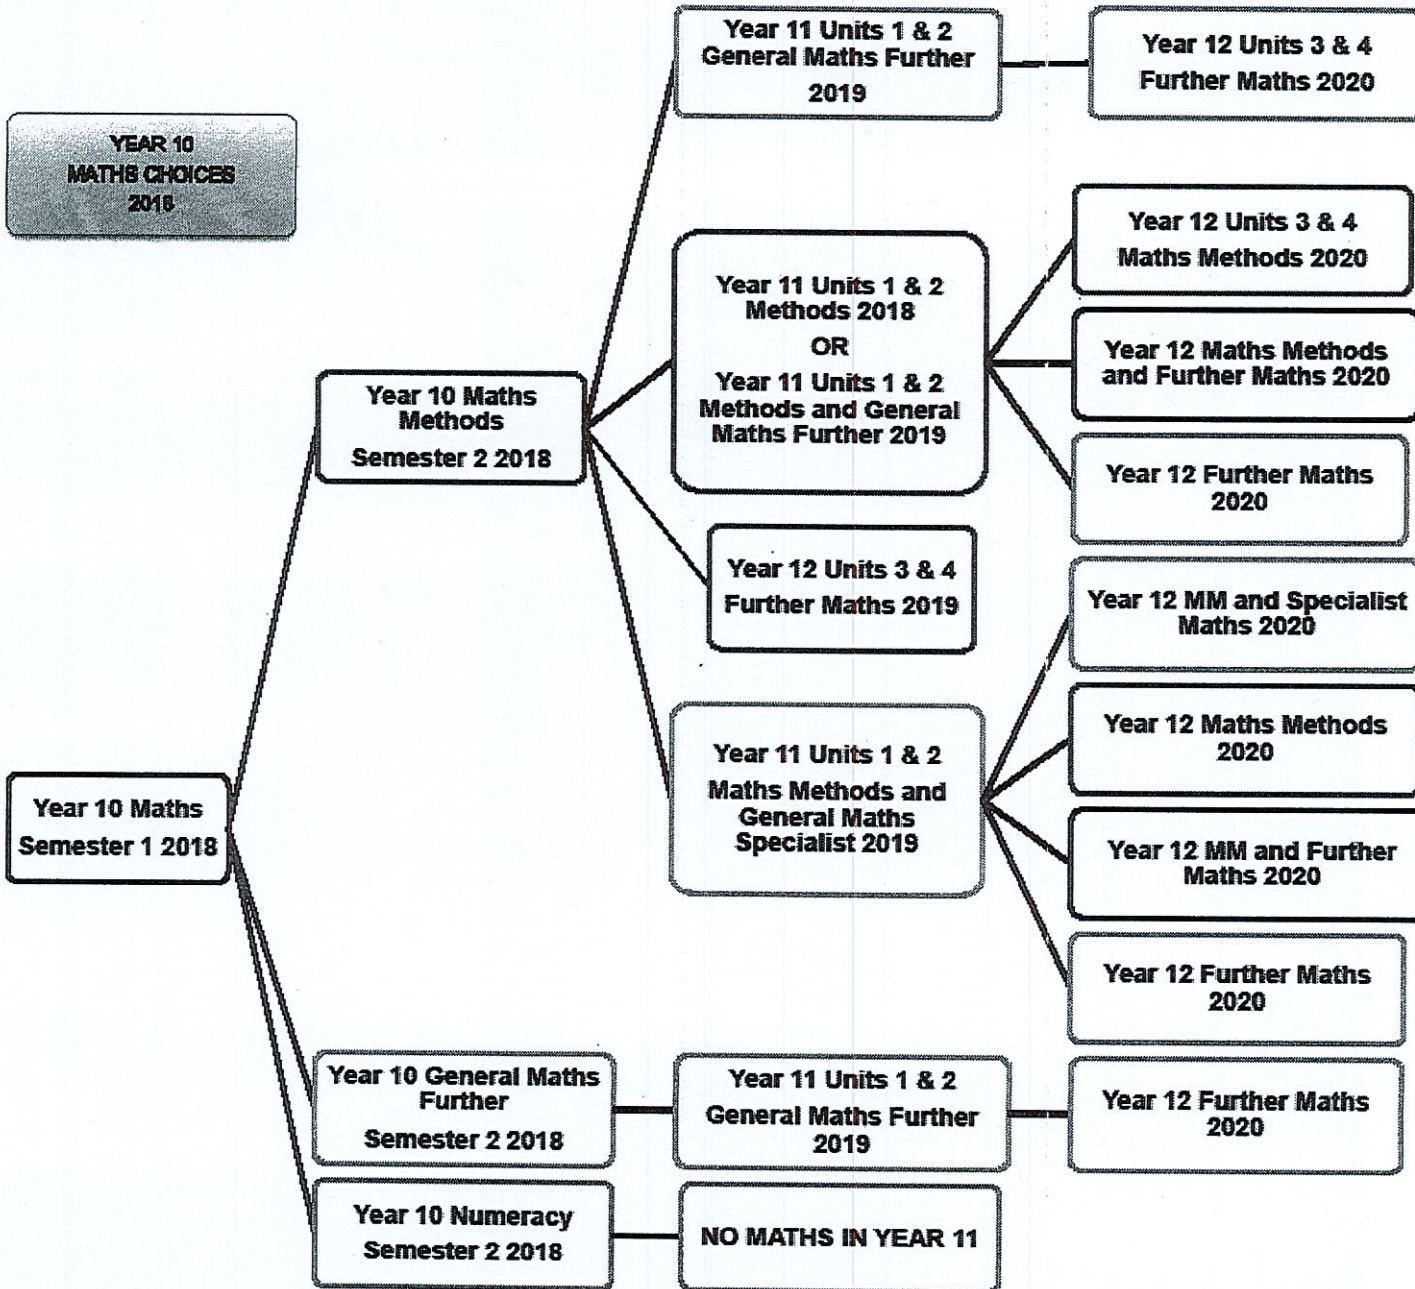 YEAR 10
MATHS CHOICES
2018
Year 10 Maths
Semester 1 2018
Year 10 Maths
Methods
Semester 2 2018
Year 10 General Maths
Further
Semester 2 2018
Year 10 Numeracy
Semester 2 2018
Year 11 Units 1 & 2
General Maths Further
2019
Year 11 Units 1 & 2
Methods 2018
OR
Year 11 Units 1 & 2
Methods and General
Maths Further 2019
Year 12 Units 3 & 4
Further Maths 2019
Year 11 Units 1 & 2
Maths Methods and
General Maths
Specialist 2019
Year 11 Units 1 & 2
General Maths Further
2019
NO MATHS IN YEAR 11
Year 12 Units 3 & 4
Further Maths 2020
Year 12 Units 3 & 4
Maths Methods 2020
Year 12 Maths Methods
and Further Maths 2020
Year 12 Further Maths
2020
Year 12 MM and Specialist
Maths 2020
Year 12 Maths Methods
2020
Year 12 MM and Further
Maths 2020
Year 12 Further Maths
2020
Year 12 Further Maths
2020